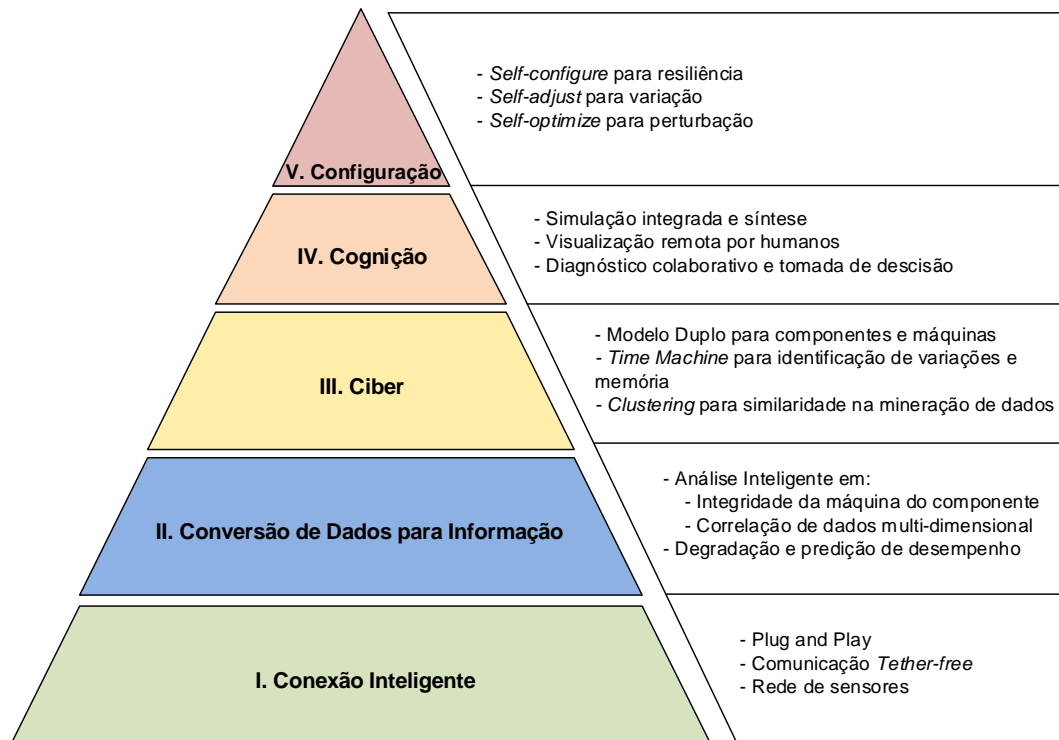 - Self-configure para resiliência
- Self-adjust para variação
- Self-optimize para perturbação
V. Configuração
- Simulação integrada e síntese
- Visualização remota por humanos
- Diagnóstico colaborativo e tomada de descisão
IV. Cognição
- Modelo Duplo para componentes e máquinas
- Time Machine para identificação de variações e
memória
- Clustering para similaridade na mineração de dados
III. Ciber
- Análise Inteligente em:
- Integridade da máquina do componente
- Correlação de dados multi-dimensional
- Degradação e predição de desempenho
II. Conversão de Dados para Informação
- Plug and Play
- Comunicação Tether-free
- Rede de sensores
I. Conexão Inteligente